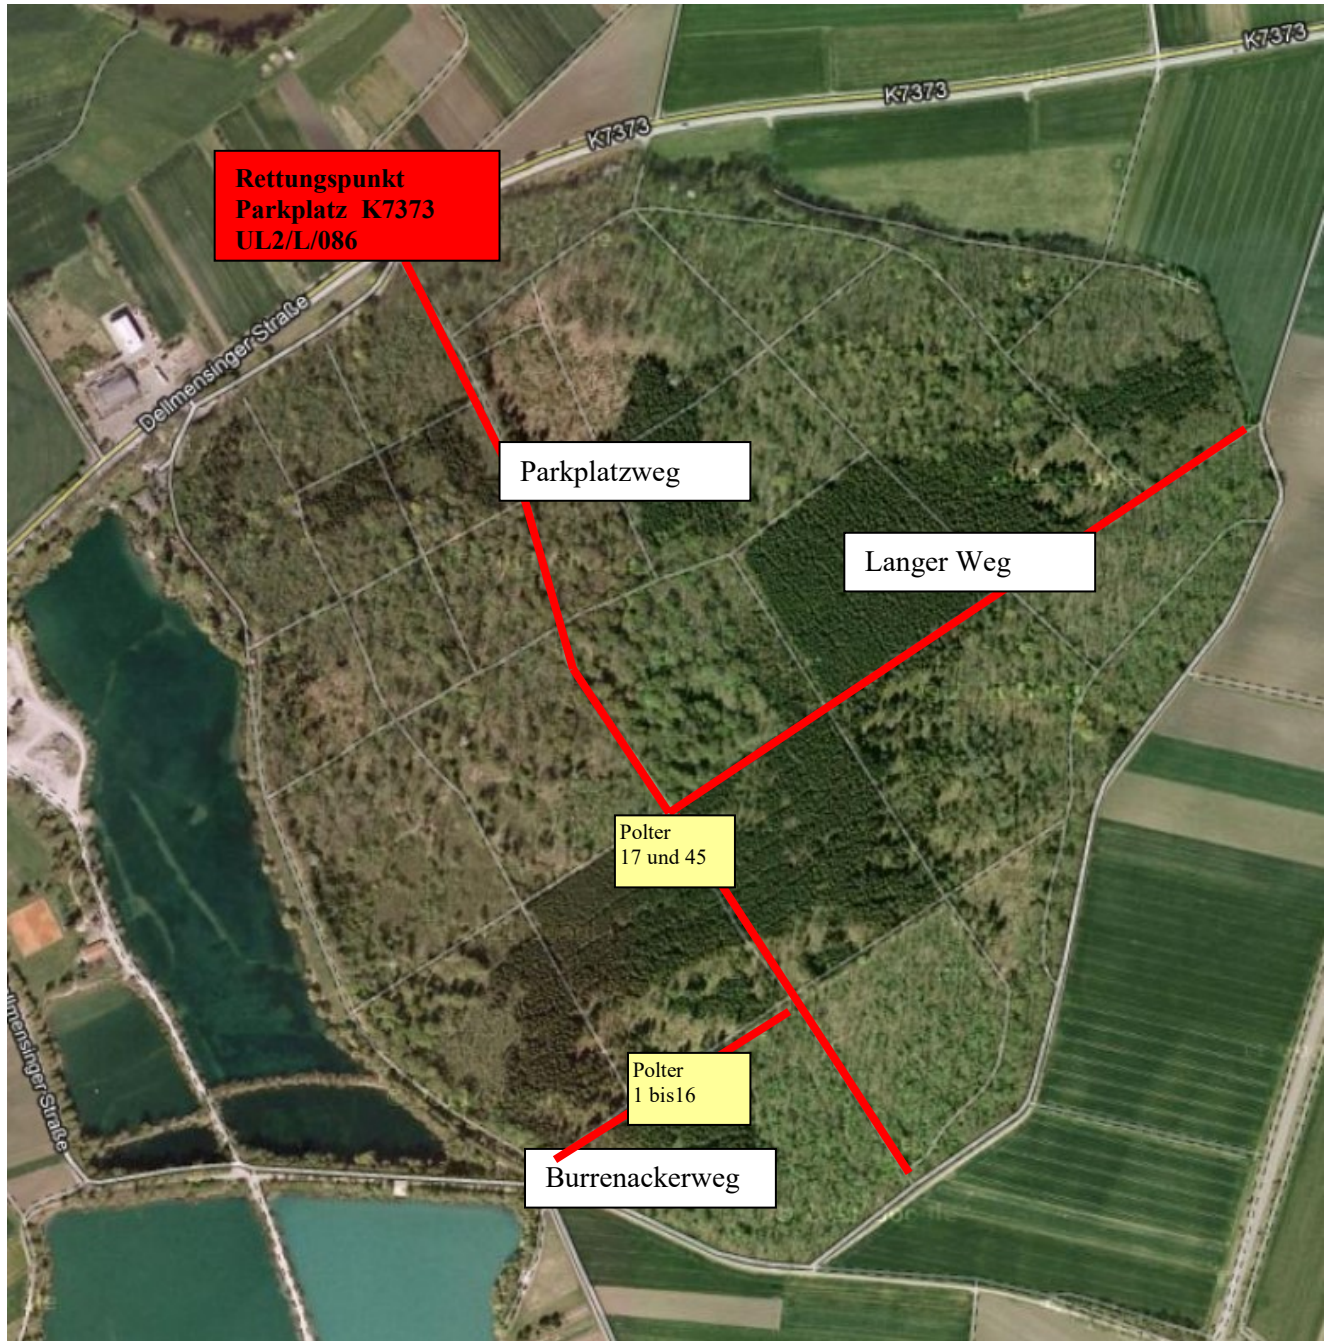 K7373
K7373
K7373
Rettungspunkt
Parkplatz K7373
UL2/L/086
Dellmensinger Straße
Parkplatzweg
Langer Weg
Polter
17 und 45
Polter
1 bis16
Burrenackerweg
llmensinger Straße